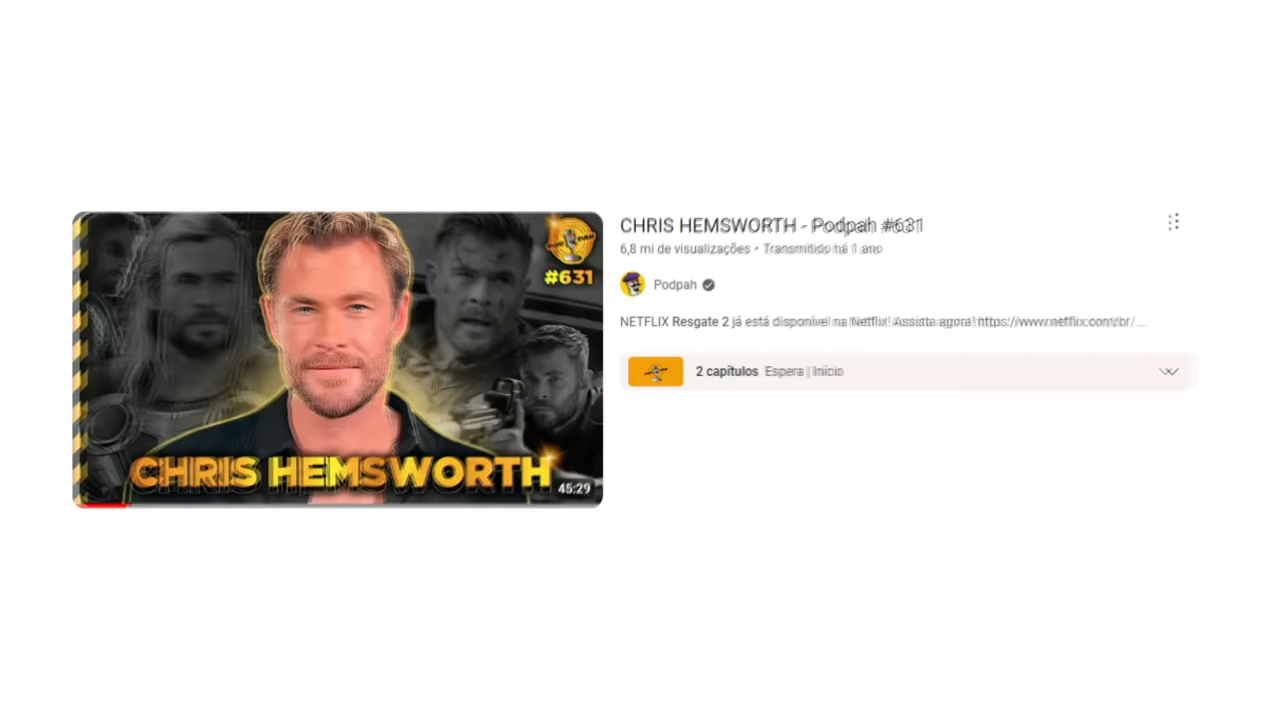 #631
CHRIS HEMSWORTH
45:29
CHRIS HEMSWORTH - Podpah #631
6,8 mi de visualizações • Transmitido há 1 ano
Podpah
NETFLIX Resgate 2 já está disponível na Netflix! Assista agora! https://www.netflix.com/br/ ...
2 capítulos Espera | Início